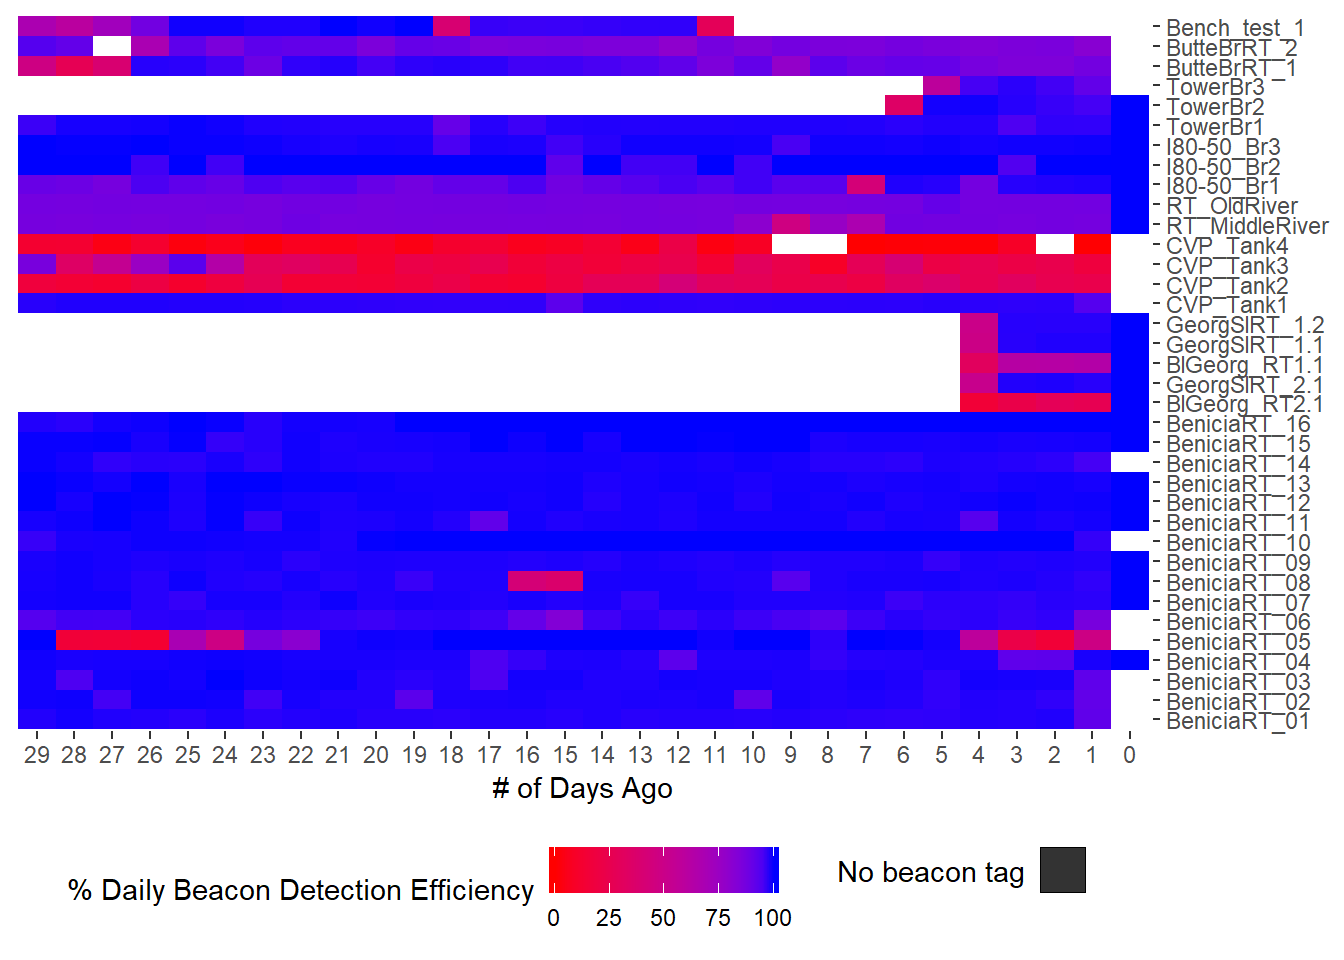 Bench_test_1
ButteBrRT_2
ButteBrRT_1
TowerBr3
TowerBr2
TowerBr1
I80-50_Br3
I80-50_Br2
I80-50_Br1
RT_OldRiver
RT_MiddleRiver
CVP_Tank4
CVP_Tank3
CVP_Tank2
CVP_Tank1
GeorgSlRT_1.2
GeorgSlRT_1.1
BlGeorg_RT1.1
GeorgSlRT_2.1
BlGeorg_RT2.1
BeniciaRT_16
BeniciaRT_15
BeniciaRT_14
BeniciaRT_13
BeniciaRT_12
BeniciaRT_11
BeniciaRT_10
BeniciaRT_09
BeniciaRT_08
BeniciaRT_07
BeniciaRT_06
BeniciaRT_05
BeniciaRT_04
BeniciaRT_03
BeniciaRT_02
BeniciaRT_01
29 28 27 26 25 24 23 22 21 20 19 18 17 16 15 14 13 12 11 10 9 8 7 6 5 4 3 2 1 0
# of Days Ago
% Daily Beacon Detection Efficiency
0 25 50 75 100
No beacon tag